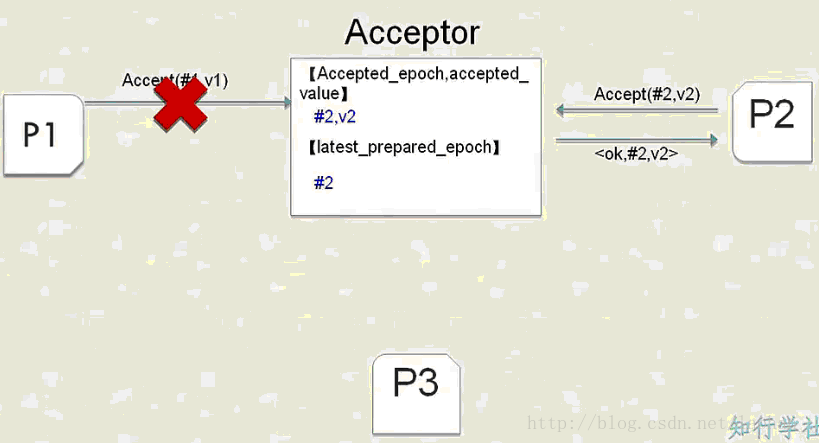 Acceptor
Accept(#1,v1)
【Accepted_epoch,accepted_
value】
#2,v2
【latest_prepared_epoch】
#2
P1
Accept(#2,v2)
<ok,#2,v2>
P2
P3
http://blog.csdn.net/
知行学社